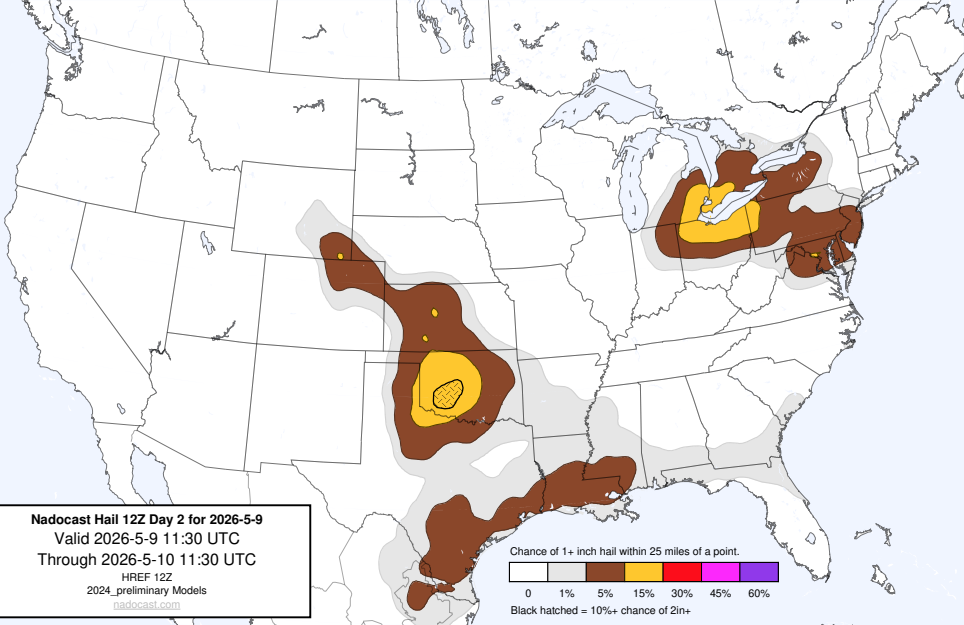 Nadocast Hail 12Z Day 2 for 2026-5-9
Valid 2026-5-9 11:30 UTC
Through 2026-5-10 11:30 UTC
HREF 12Z
2024_preliminary Models
nadocast.com
Chance of 1+ inch hail within 25 miles of a point.
0 1% 5% 15% 30% 45% 60%
Black hatched = 10%+ chance of 2in+